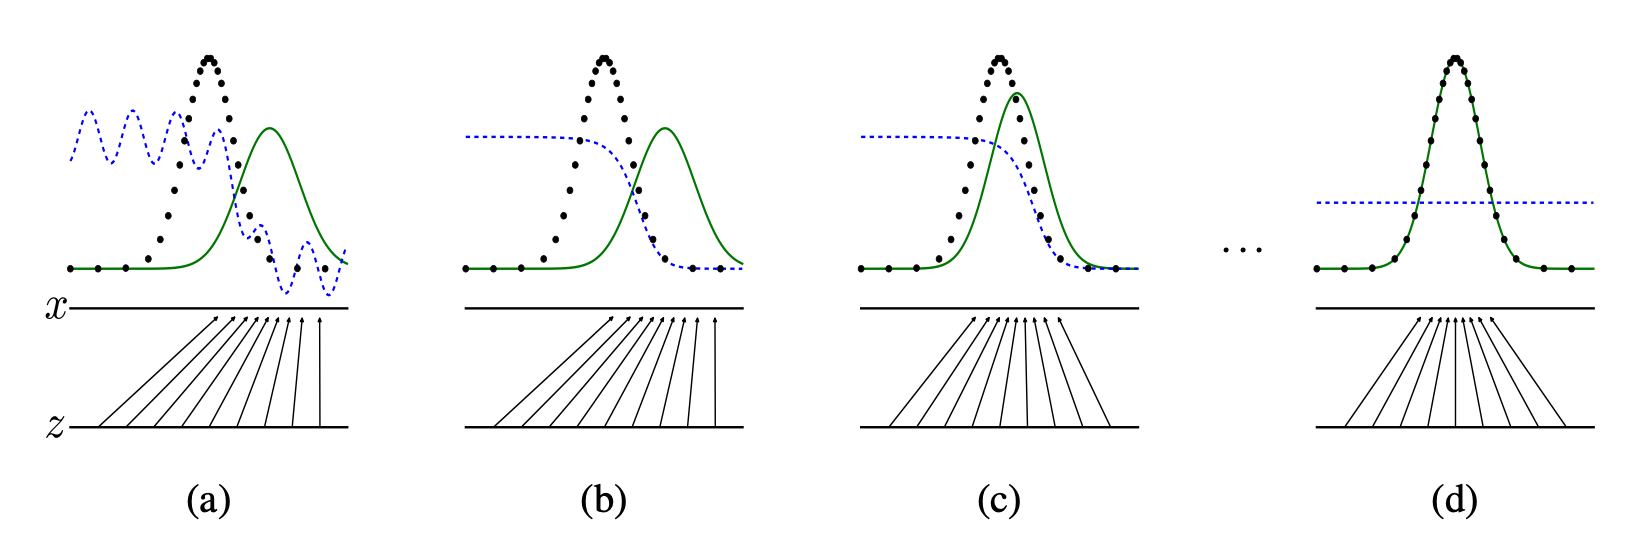 x
z
. . .
(a) (b) (c) (d)